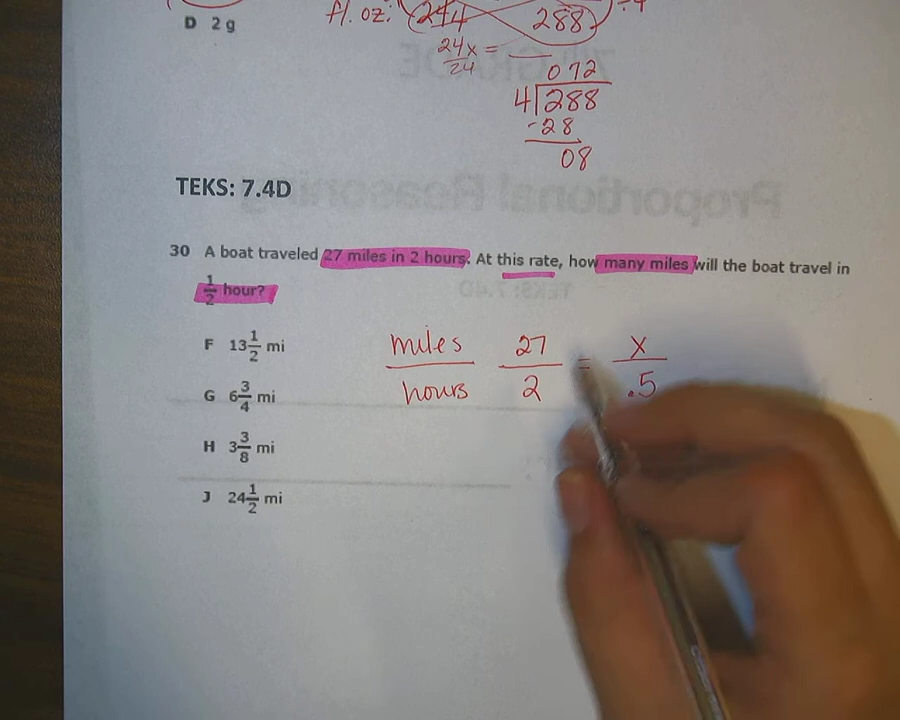 fl. oz. (244 288) ÷4
D 2 g
24x =
24
072
4 288
-28
08
TEKS: 7.4D
30 A boat traveled 27 miles in 2 hours. At this rate, how many miles will the boat travel in
1/2 hour?
F 13 1/2 mi
G 6 3/4 mi
H 3 3/8 mi
J 24 1/2 mi
miles 27 = x
hours 2 .5